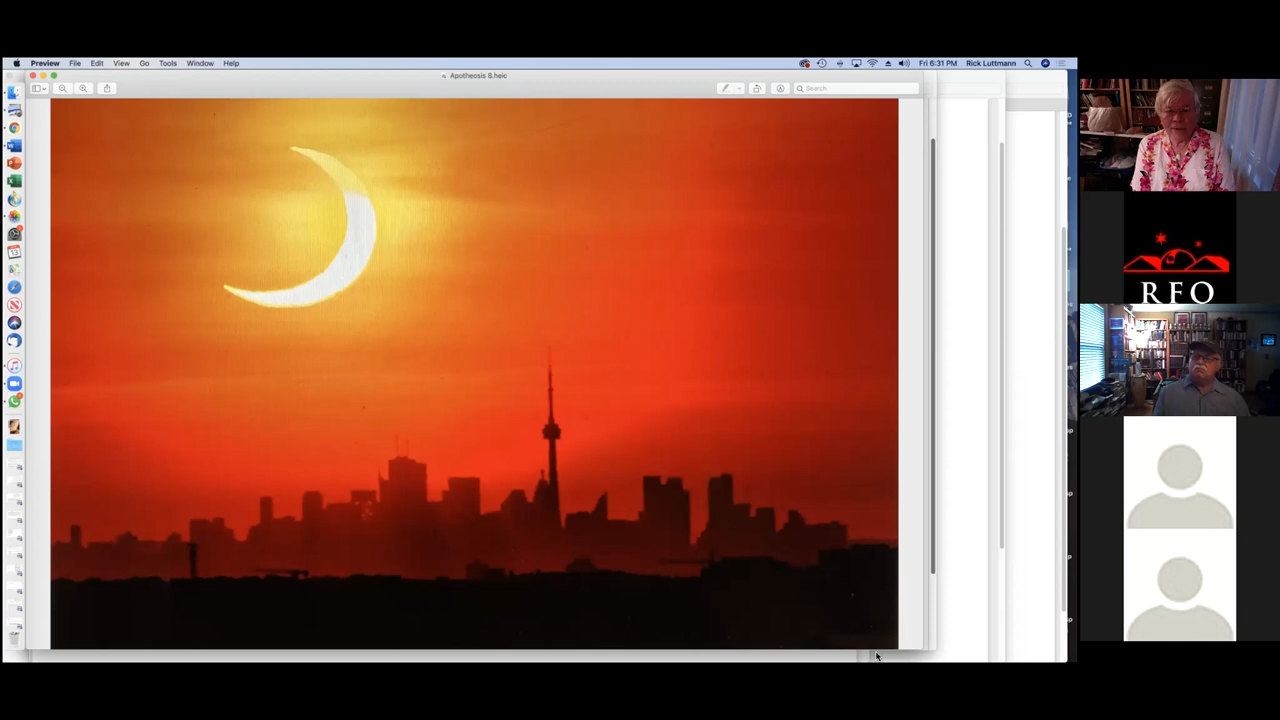 Preview File Edit View Go Tools Window Help Fri 6:31 PM Rick Luttmann
Apotheosis 8.heic
Search
RFO